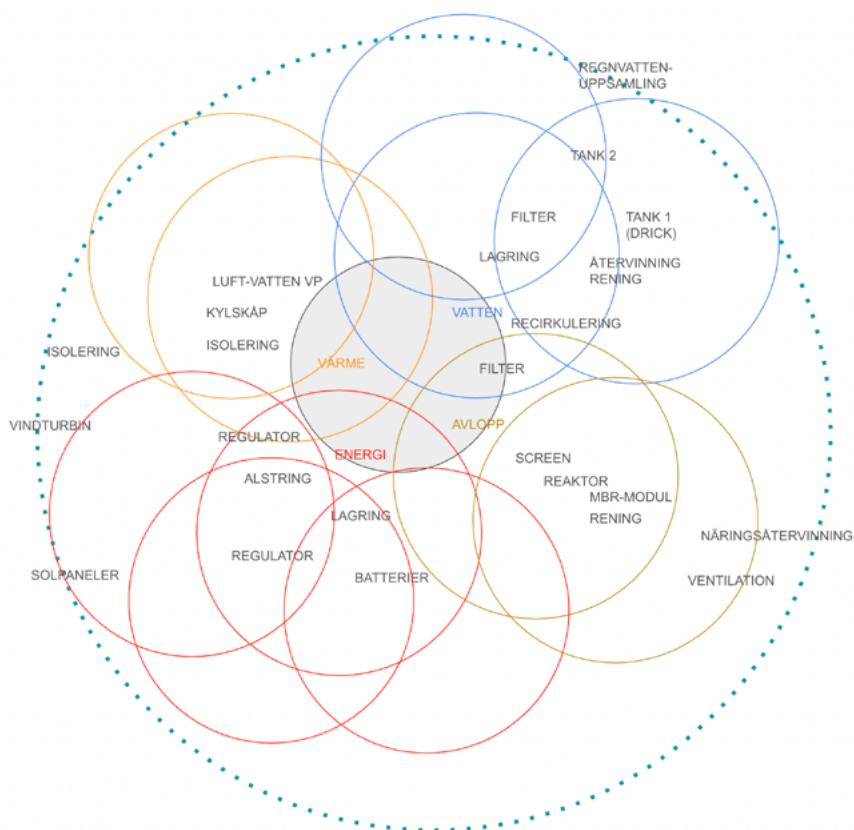 REGNVATTEN-
UPPSAMLING
TANK 2
FILTER
TANK 1
(DRICK)
LAGRING
ÅTERVINNING
RENING
LUFT-VATTEN VP
KYLSKÅP
VATTEN
RECIRKULERING
ISOLERING
ISOLERING
VÄRME
FILTER
VINDTURBIN
REGULATOR
AVLOPP
ENERGI
SCREEN
ALSTRING
REAKTOR
MBR-MODUL
LAGRING
RENING
NÄRINGSÅTERVINNING
REGULATOR
SOLPANELER
BATTERIER
VENTILATION